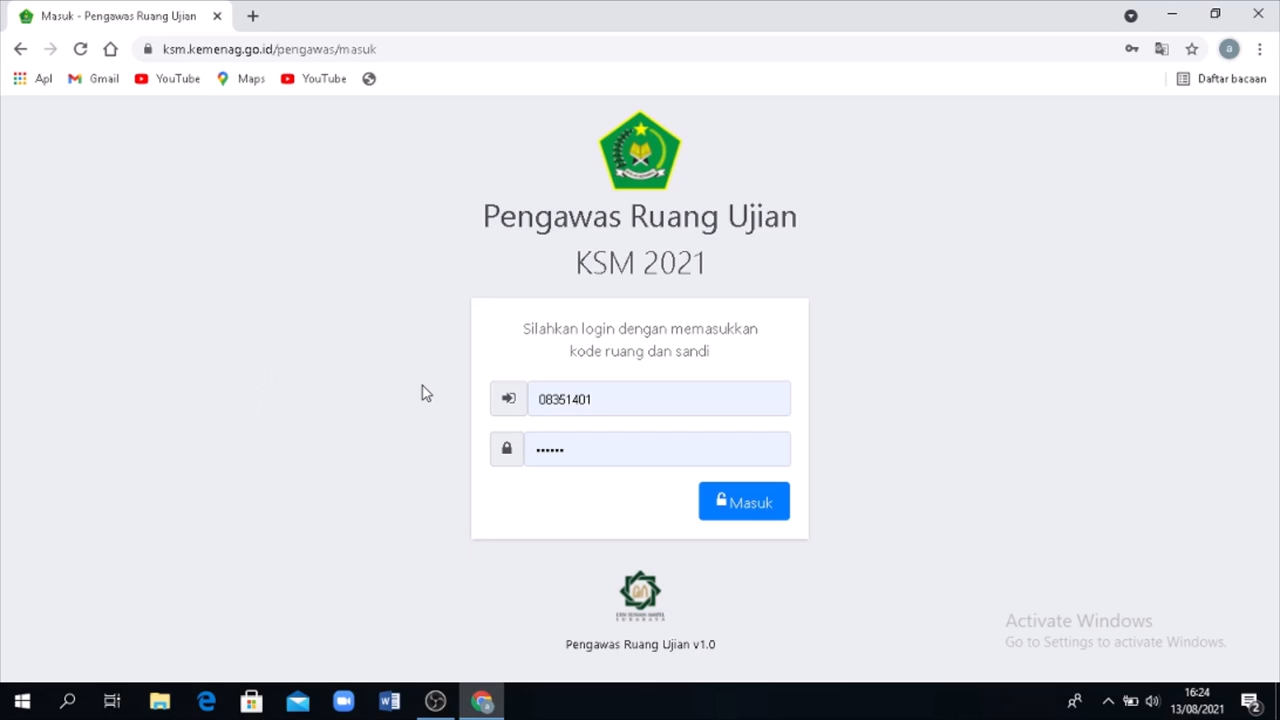 Masuk - Pengawas Ruang Ujian
ksm.kemenag.go.id/pengawas/masuk
a
Apl Gmail YouTube Maps YouTube Daftar bacaan
Pengawas Ruang Ujian
KSM 2021
Silahkan login dengan memasukkan
kode ruang dan sandi
08351401
••••••
Masuk
SURABAYA
Pengawas Ruang Ujian v1.0
Activate Windows
Go to Settings to activate Windows.
16:24
13/08/2021
2